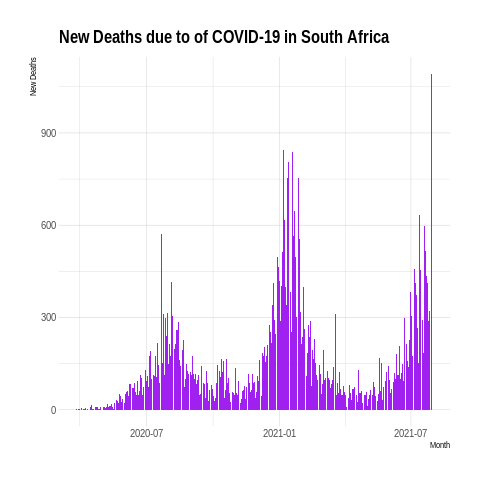 New Deaths due to of COVID-19 in South Africa
New Deaths
900
600
300
0
2020-07
2021-01
2021-07
Month